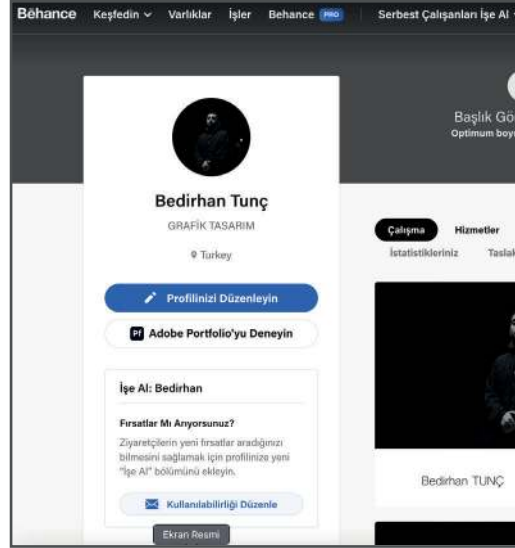 Bēhance Keşfedin Varlıklar İşler Behance PRO Serbest Çalışanları İşe Al
Başlık Gö
Optimum boy
Bedirhan Tunç
GRAFİK TASARIM
Turkey
Profilinizi Düzenleyin
Pf Adobe Portfolio'yu Deneyin
İşe Al: Bedirhan
Fırsatlar Mı Arıyorsunuz?
Ziyaretçilerin yeni fırsatlar aradığınızı
bilmesini sağlamak için profilinize yeni
"İşe Al" bölümünü ekleyin.
Kullanılabilirliği Düzenle
Ekran Resmi
Çalışma Hizmetler
İstatistikleriniz Taslak
Bedirhan TUNÇ